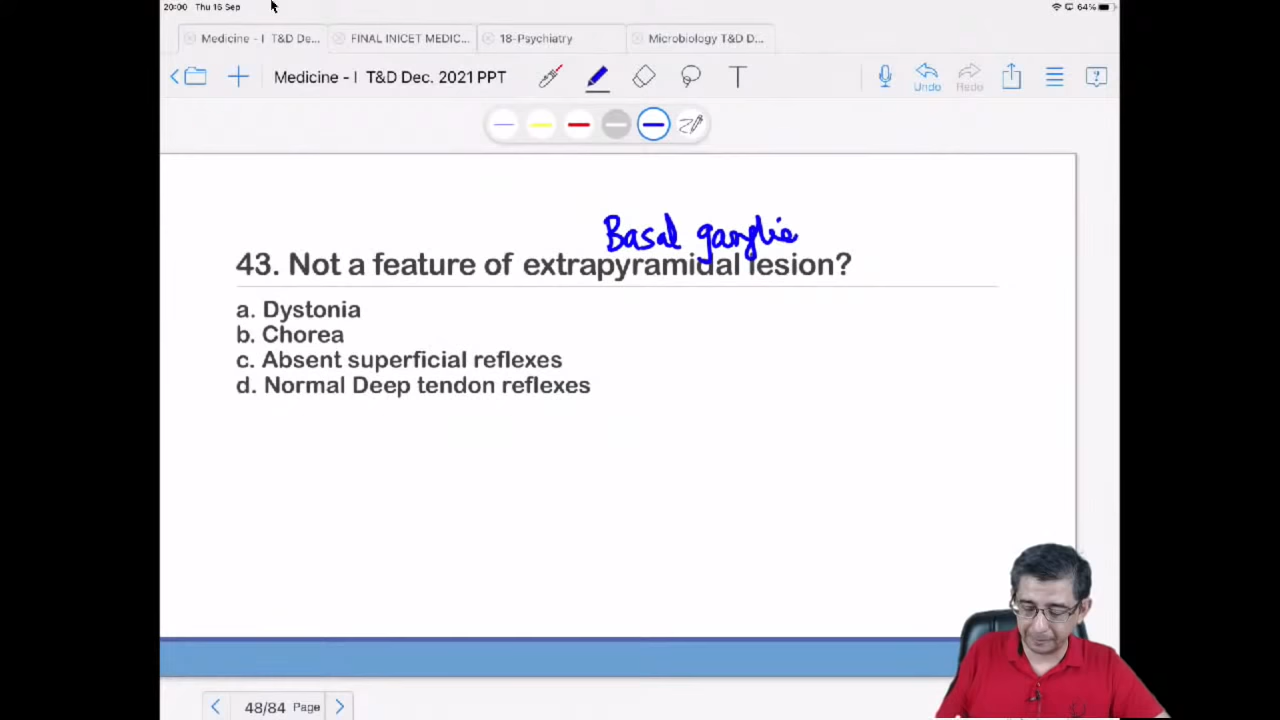 20:00 Thu 16 Sep
64%
Medicine - I T&D De...
FINAL INICET MEDIC...
18-Psychiatry
Microbiology T&D D...
Medicine - I T&D Dec. 2021 PPT
T
Undo
Redo
?
Basal ganglia
43. Not a feature of extrapyramidal lesion?
a. Dystonia
b. Chorea
c. Absent superficial reflexes
d. Normal Deep tendon reflexes
48/84 Page